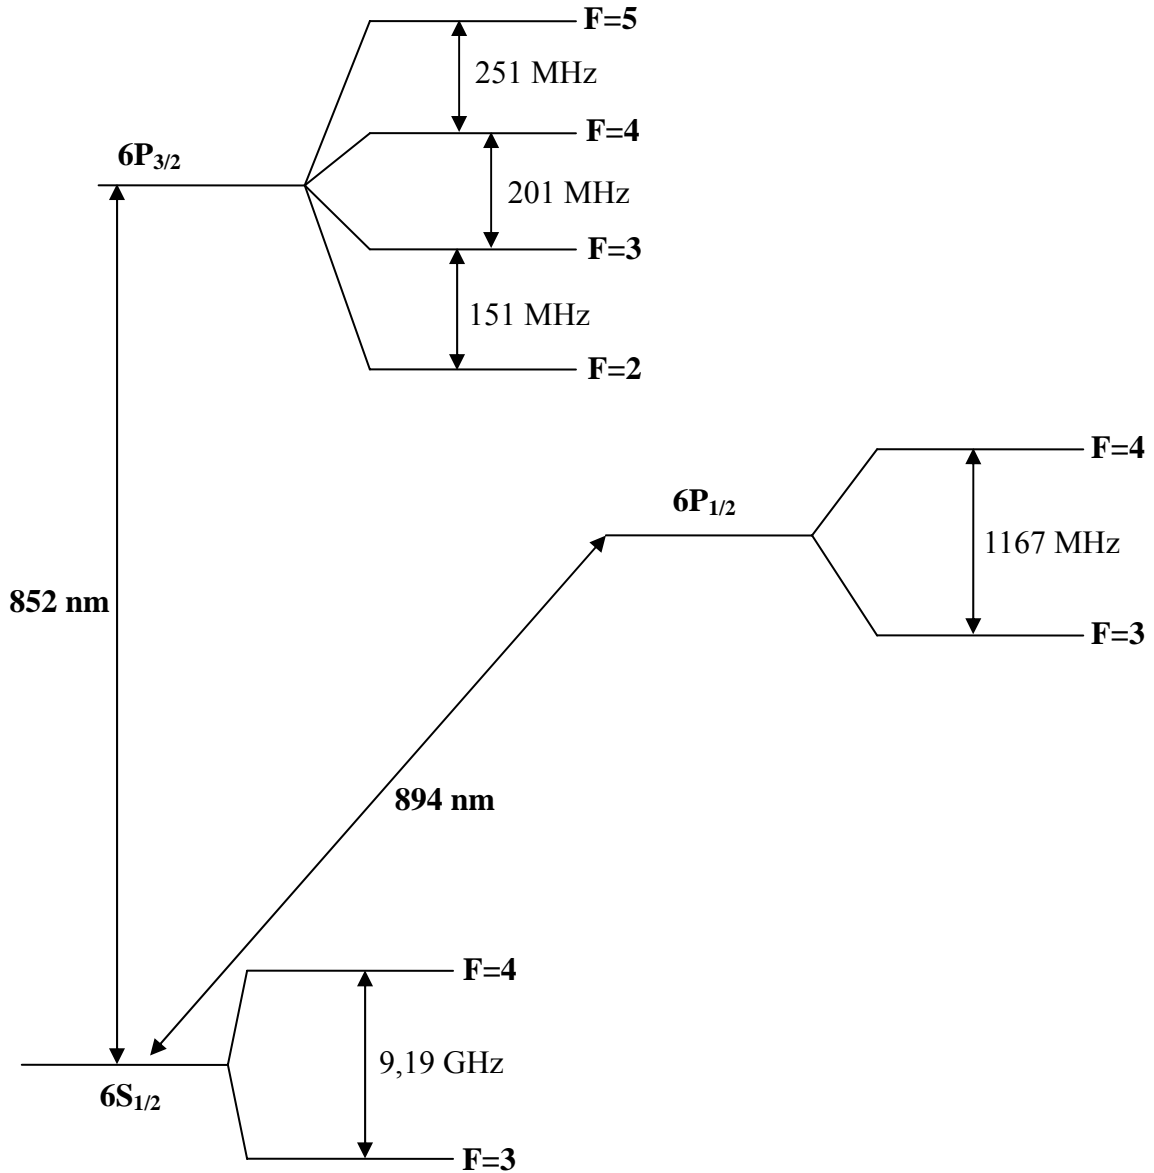 F=5
251 MHz
F=4
6P3/2
201 MHz
F=3
151 MHz
F=2
F=4
6P1/2
1167 MHz
852 nm
F=3
894 nm
F=4
9,19 GHz
6S1/2
F=3